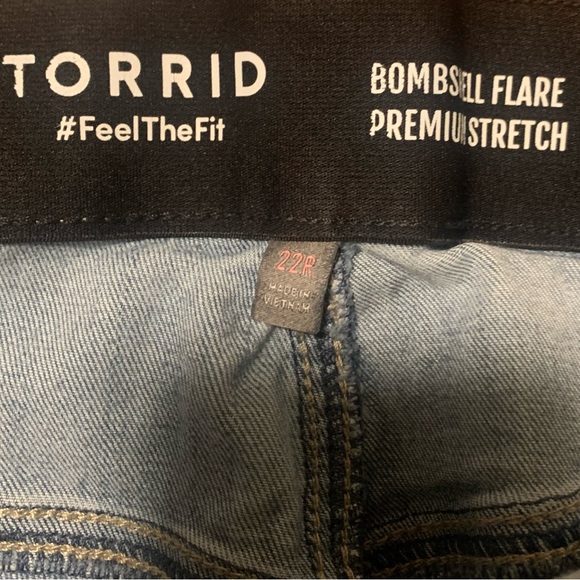 TORRID
#FeelTheFit
BOMBSHELL FLARE
PREMIUM STRETCH
22R
MADE IN
VIETNAM